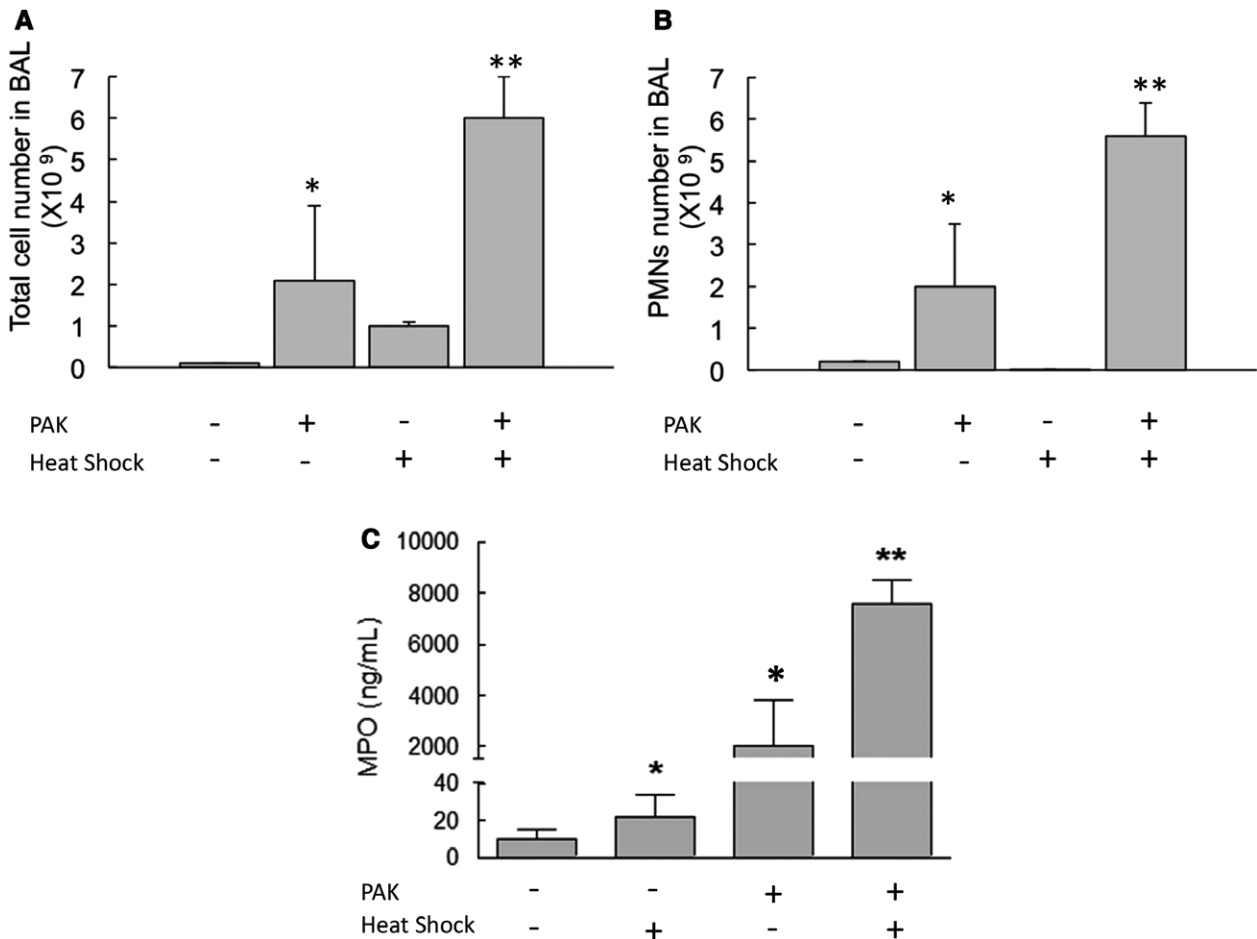 A
Total cell number in BAL
(X10 9)
7
6
5
4
3
2
1
0
*
**
PAK - + - +
Heat Shock - - + +
B
PMNs number in BAL
(X10 9)
7
6
5
4
3
2
1
0
*
**
PAK - + - +
Heat Shock - - + +
C
MPO (ng/mL)
10000
8000
6000
4000
2000
40
20
0
*
*
**
PAK - - + +
Heat Shock - + - +